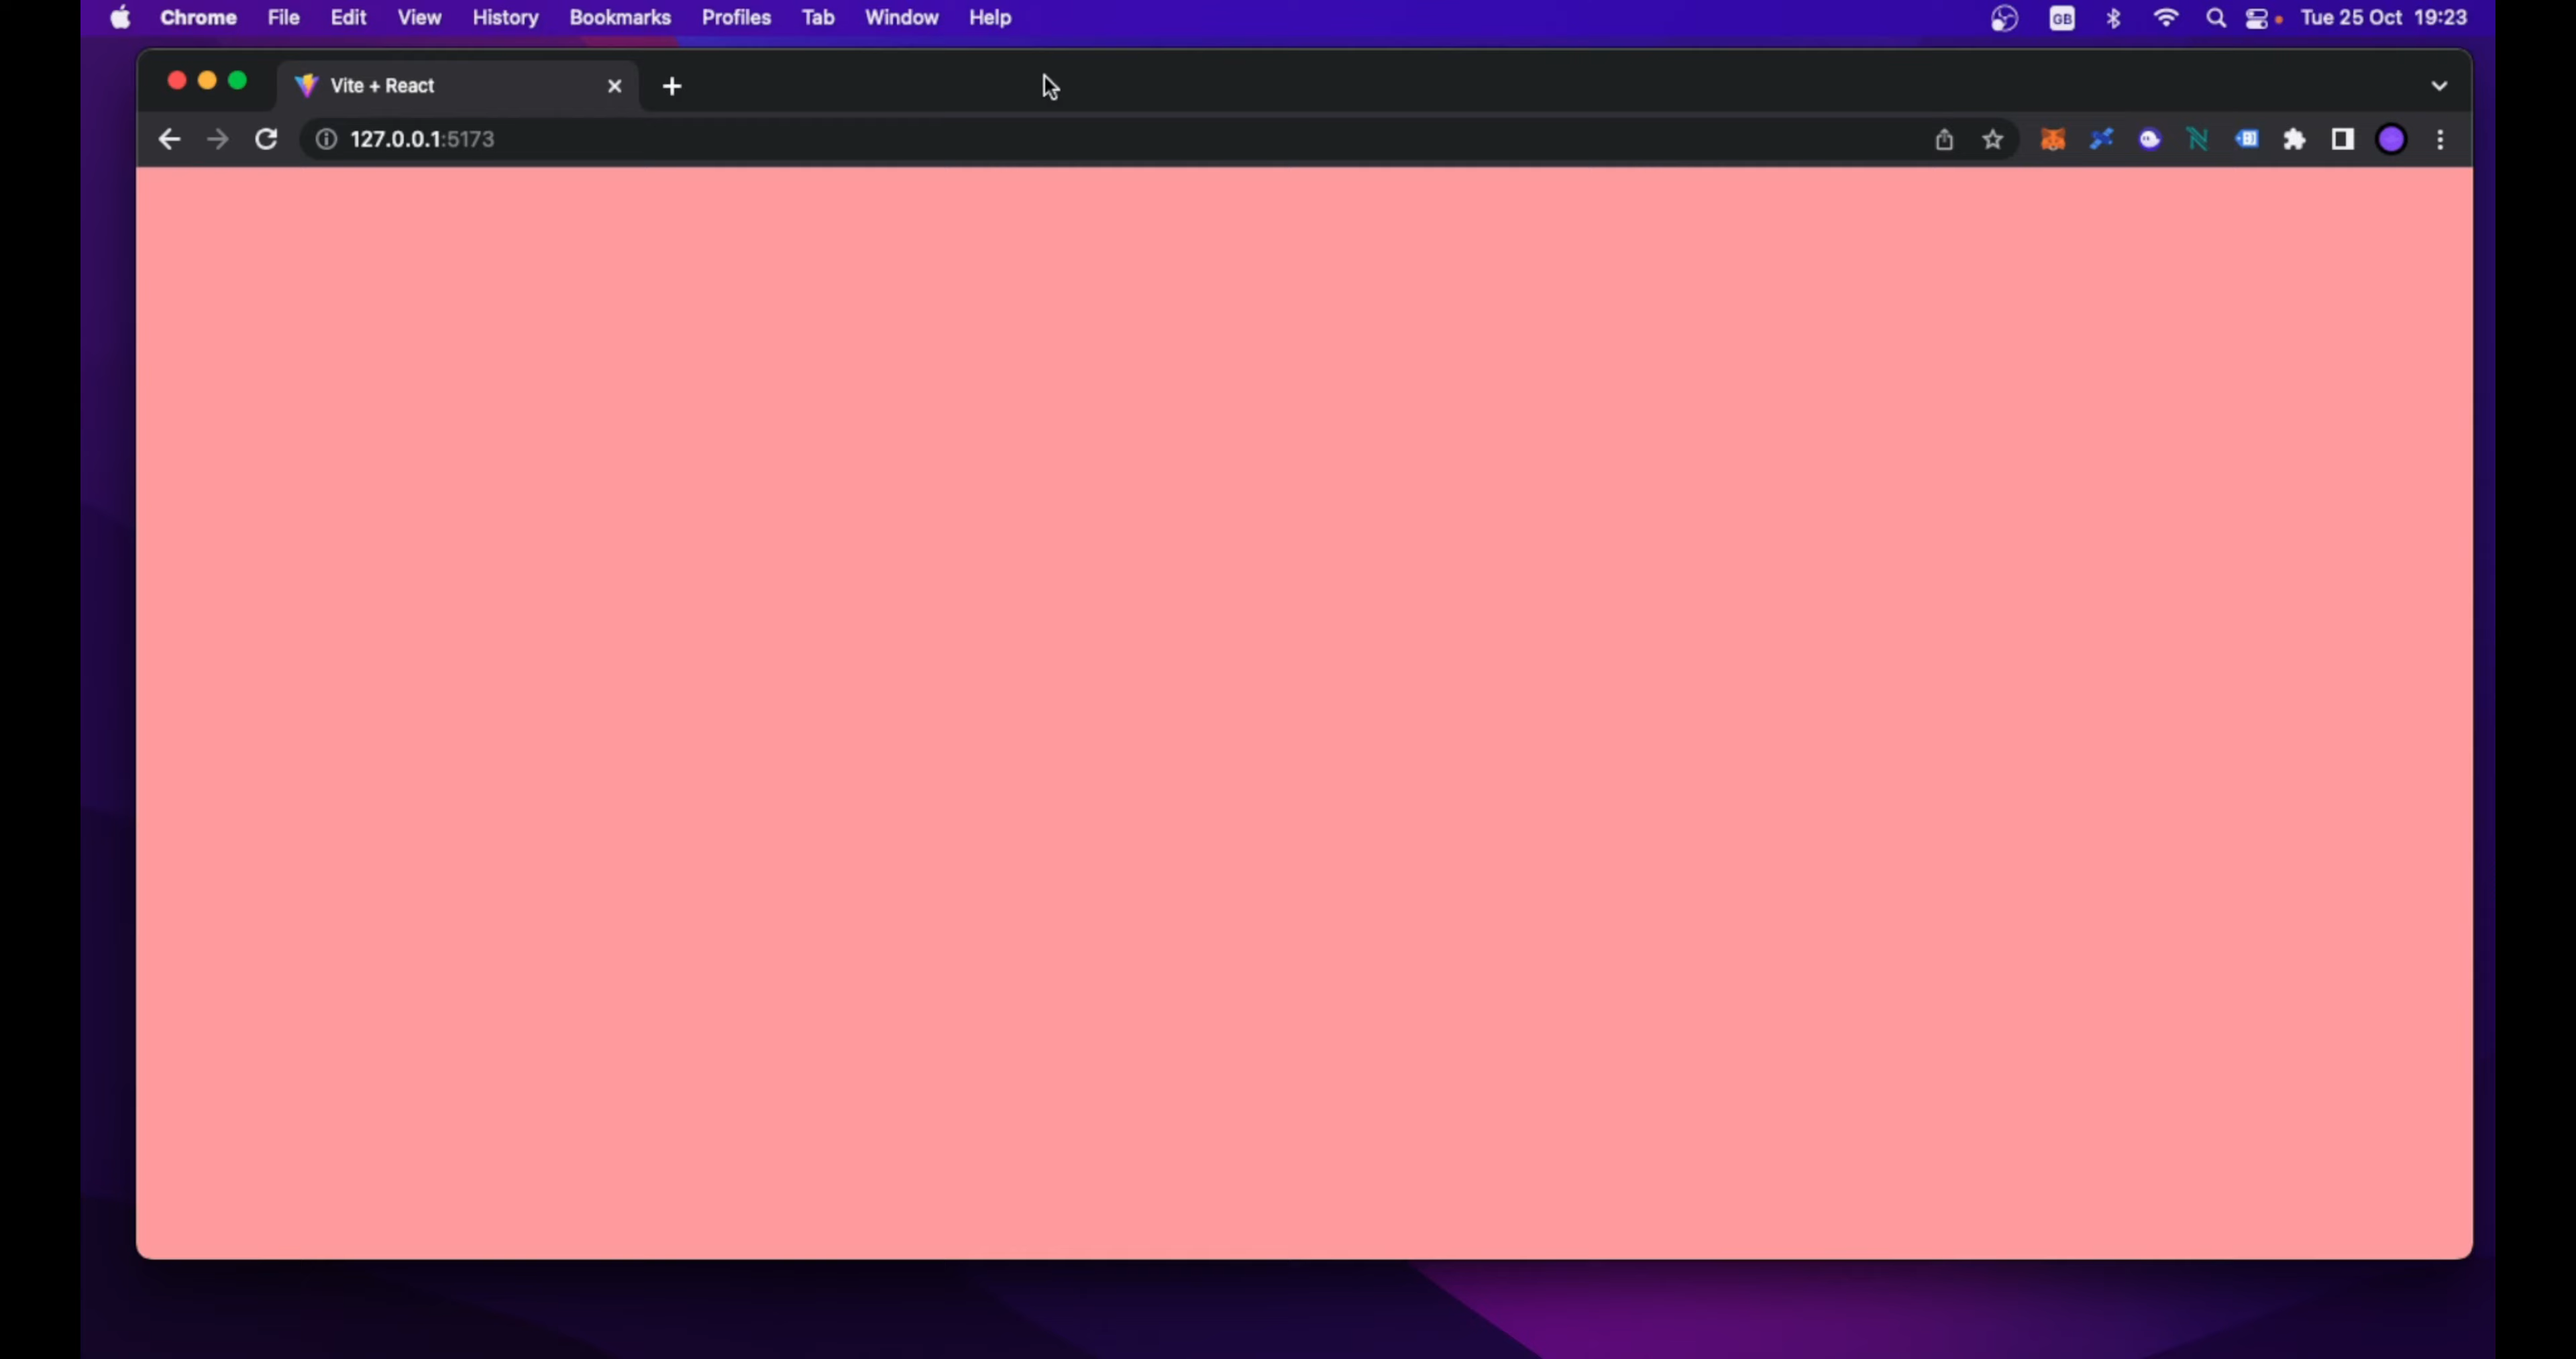 Chrome File Edit View History Bookmarks Profiles Tab Window Help GB Tue 25 Oct 19:23
Vite + React
127.0.0.1:5173